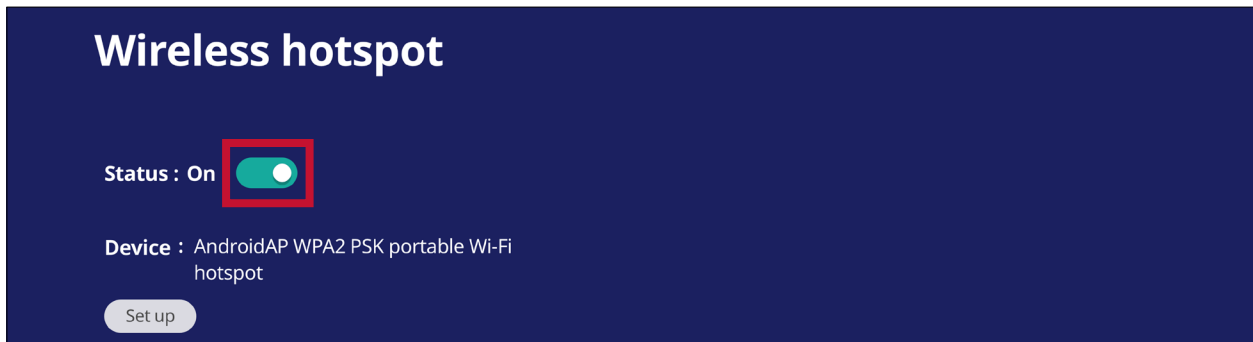 Wireless hotspot
Status : On
Device : AndroidAP WPA2 PSK portable Wi-Fi
hotspot
Set up